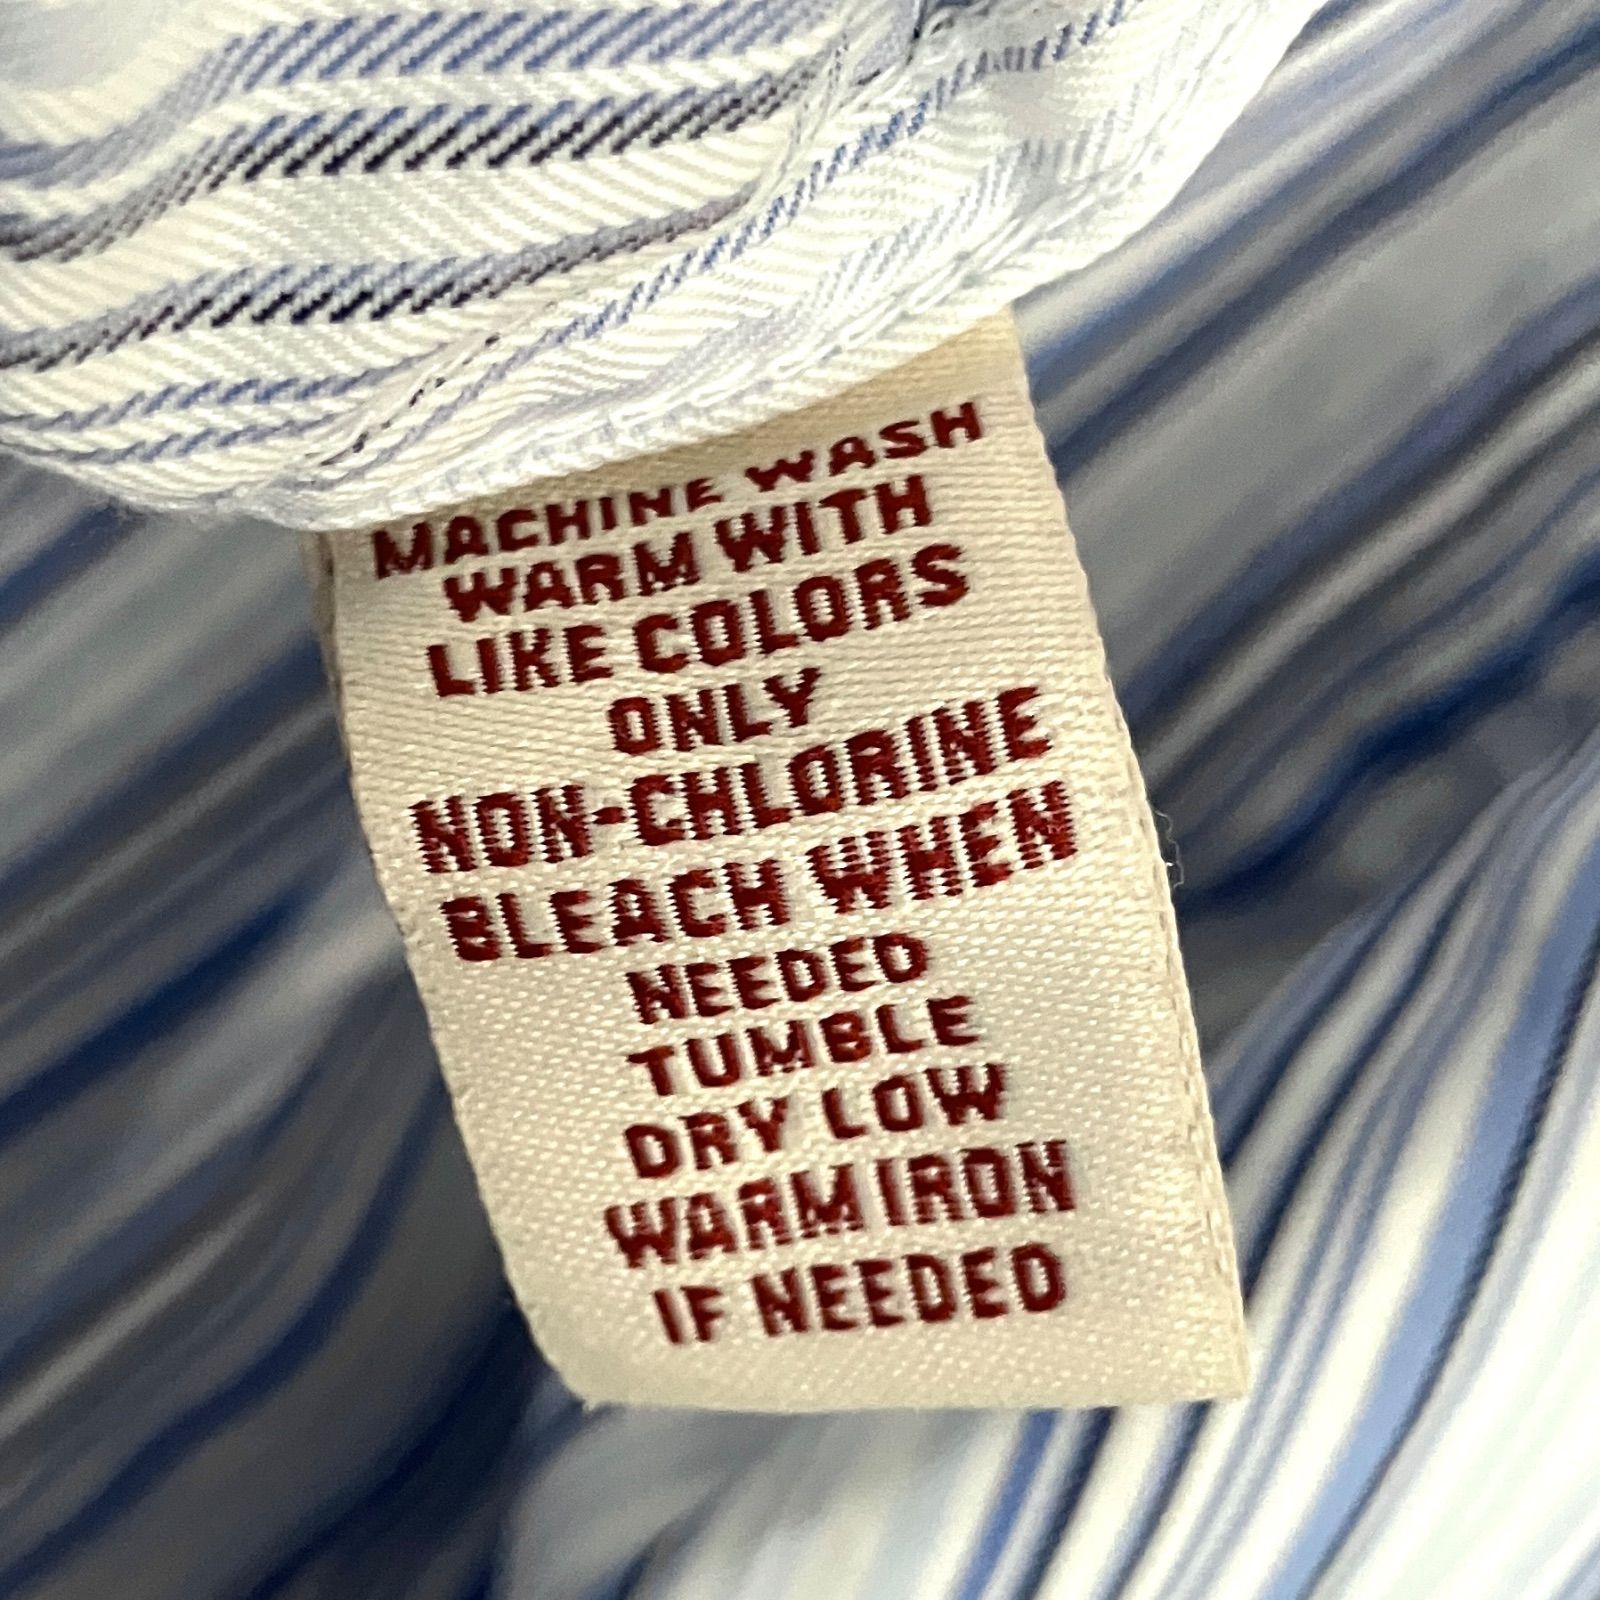 MACHINE WASH
WARM WITH
LIKE COLORS
ONLY
NON-CHLORINE
BLEACH WHEN
NEEDED
TUMBLE
DRY LOW
WARM IRON
IF NEEDED